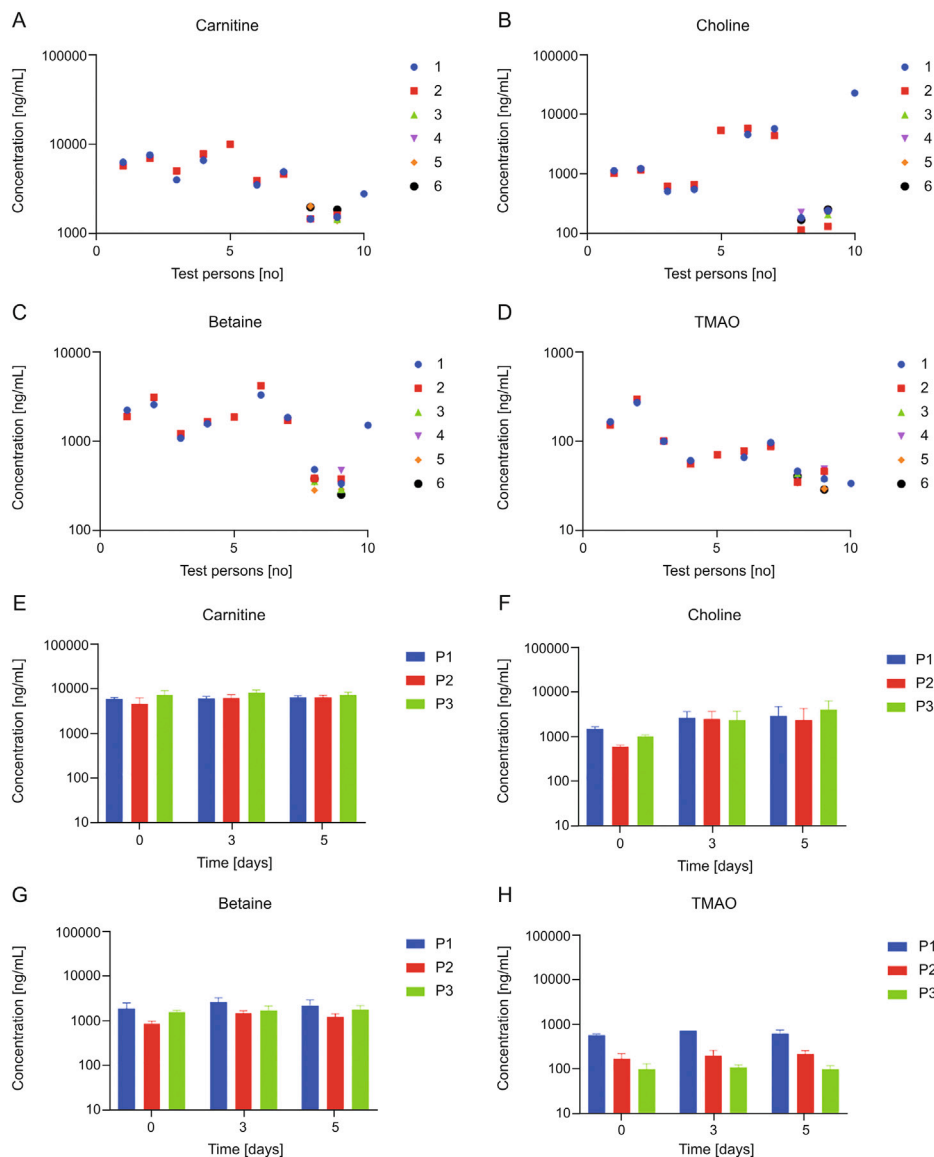 A
Carnitine
Concentration [ng/mL]
100000
10000
1000
0
5
10
Test persons [no]
1
2
3
4
5
6
B
Choline
Concentration [ng/mL]
100000
10000
1000
100
0
5
10
Test persons [no]
1
2
3
4
5
6
C
Betaine
Concentration [ng/mL]
10000
1000
100
0
5
10
Test persons [no]
1
2
3
4
5
6
D
TMAO
Concentration [ng/mL]
1000
100
10
0
5
10
Test persons [no]
1
2
3
4
5
6
E
Carnitine
Concentration [ng/mL]
100000
10000
1000
100
10
0
3
5
Time [days]
P1
P2
P3
F
Choline
Concentration [ng/mL]
100000
10000
1000
100
10
0
3
5
Time [days]
P1
P2
P3
G
Betaine
Concentration [ng/mL]
100000
10000
1000
100
10
0
3
5
Time [days]
P1
P2
P3
H
TMAO
Concentration [ng/mL]
100000
10000
1000
100
10
0
3
5
Time [days]
P1
P2
P3